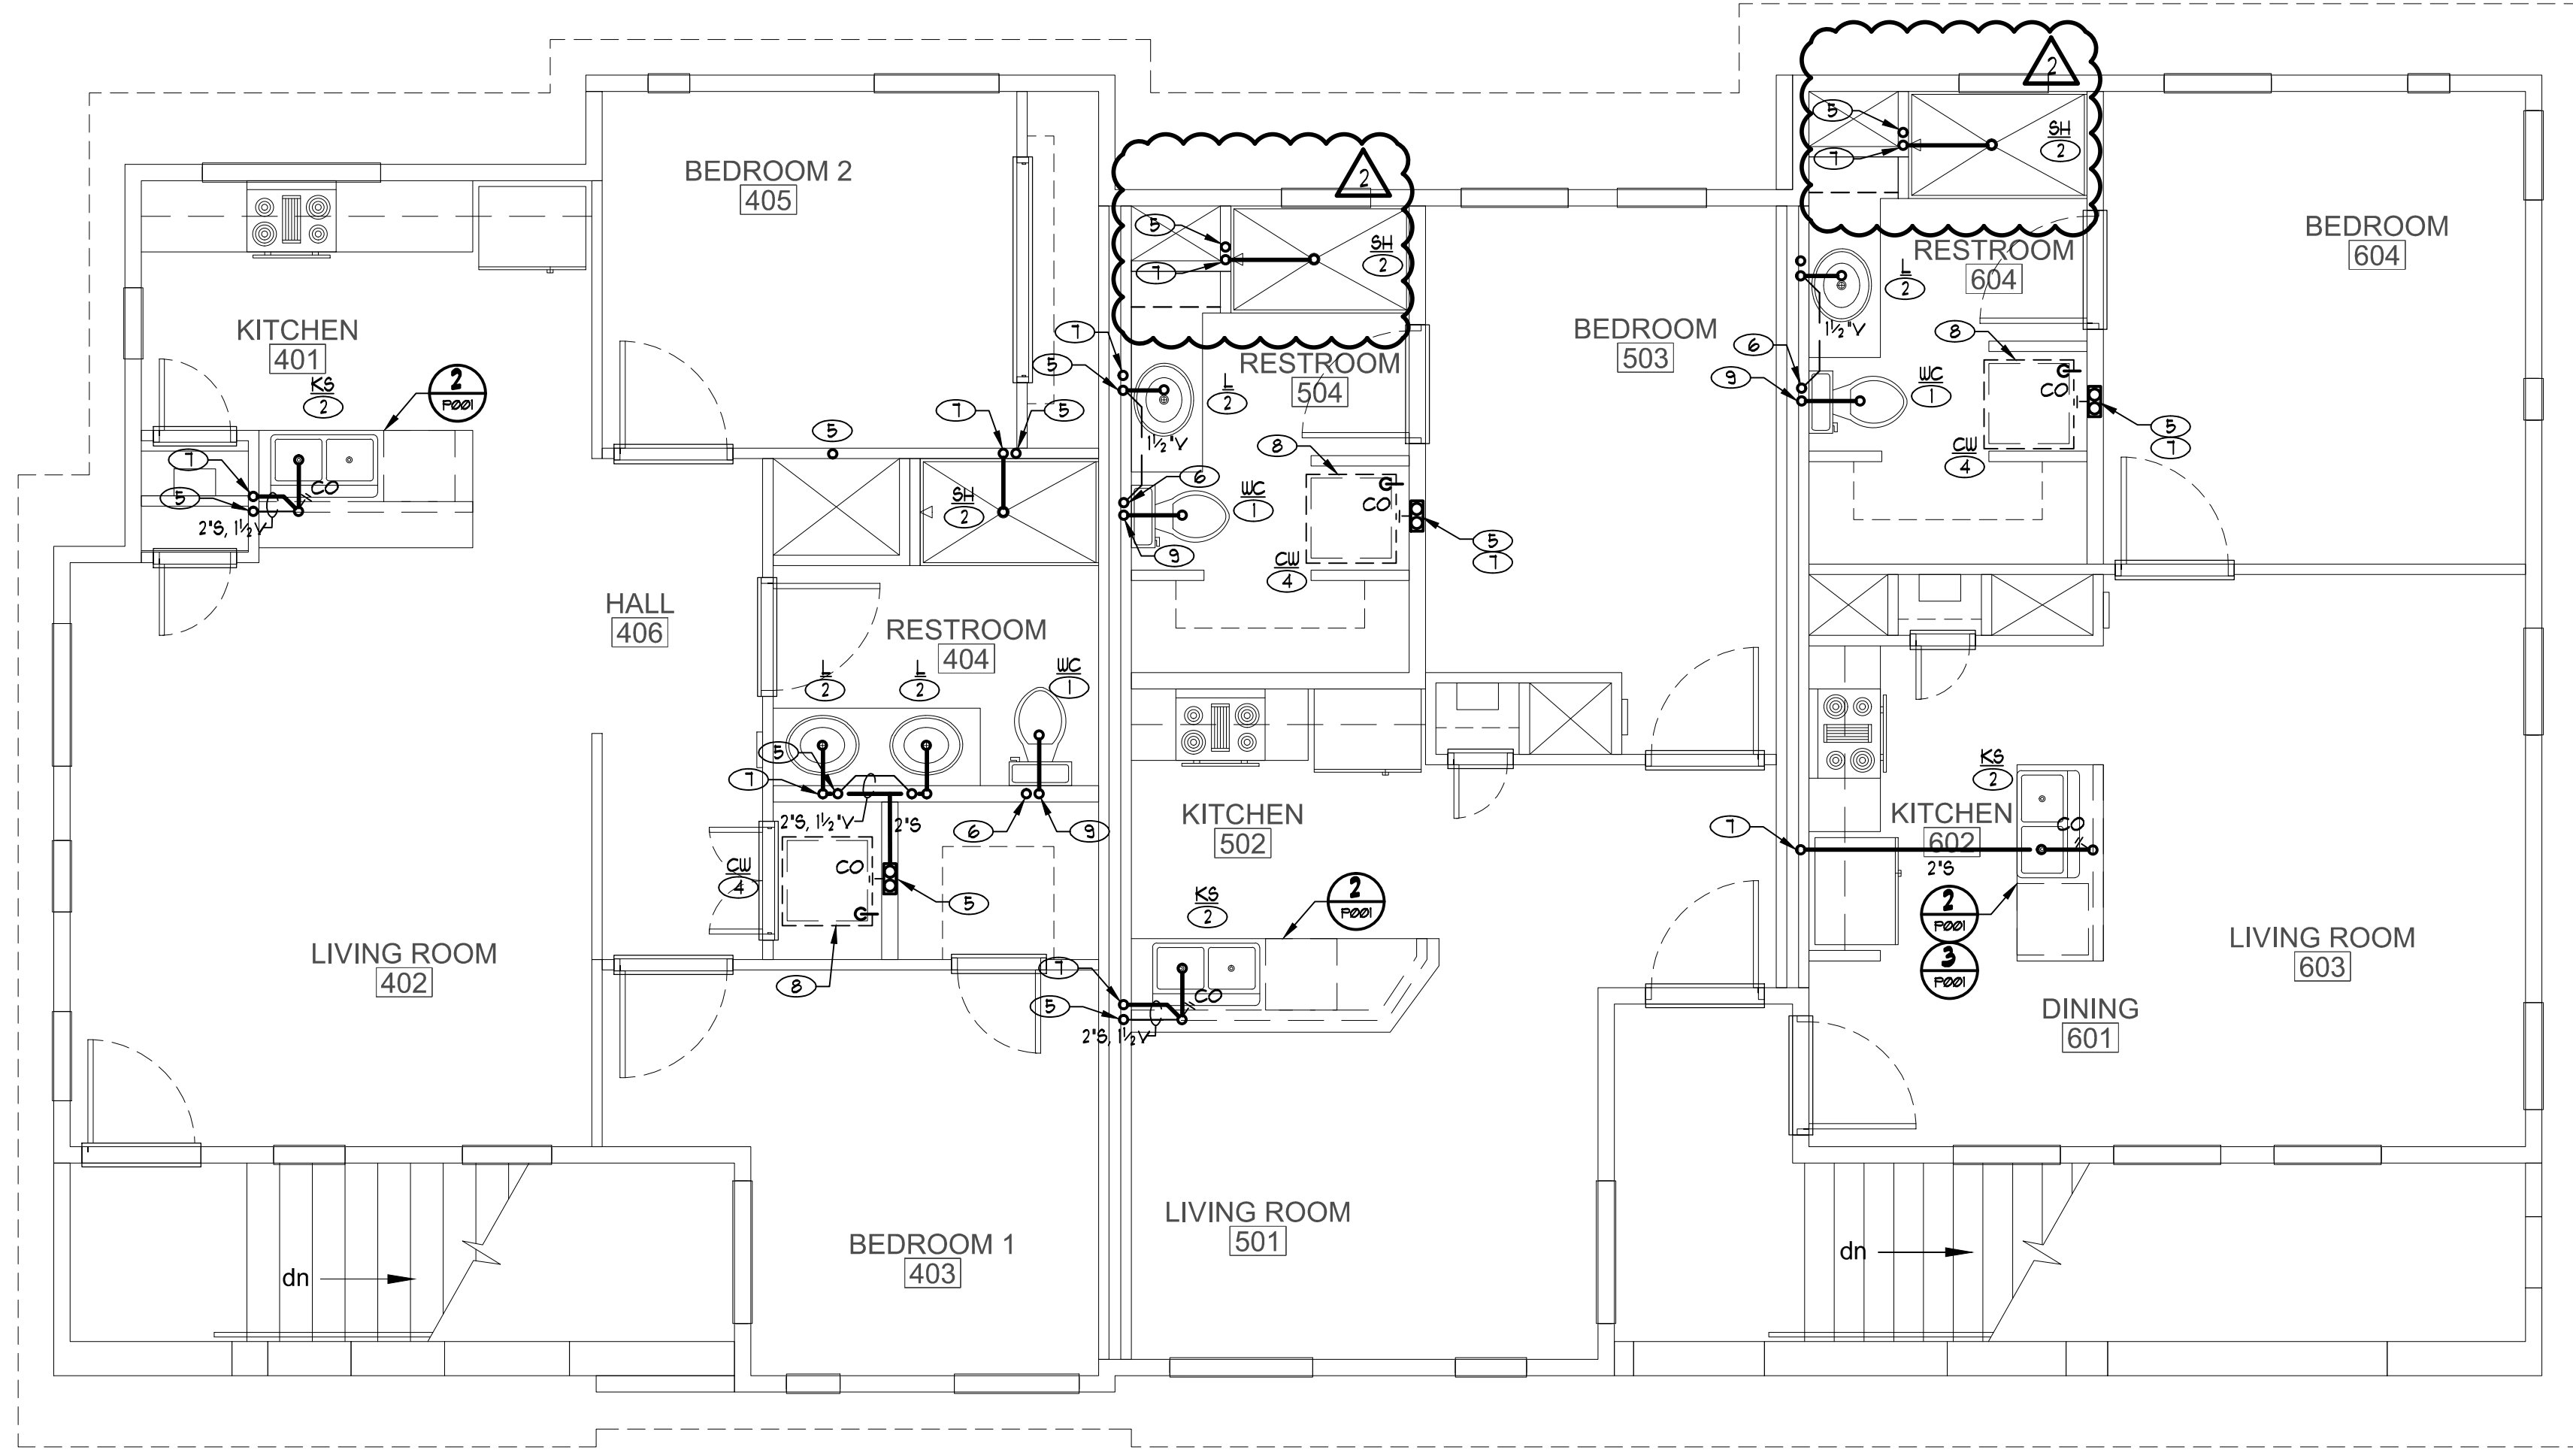 2
5
7
SH
2
BEDROOM 2
405
2
5
7
SH
2
BEDROOM
604
RESTROOM
604
L
2
1½"V
KITCHEN
401
KS
2
2
P001
7
5
CO
2"S, 1½"V
5
7
5
SH
2
7
5
RESTROOM
504
L
2
1½"V
8
6
WC
1
CO
9
CW
4
5
7
BEDROOM
503
6
9
8
WC
1
CO
CW
4
5
7
HALL
406
RESTROOM
404
L
2
L
2
WC
1
5
7
2"S, 1½"V
2"S
6
9
CW
4
CO
5
8
LIVING ROOM
402
KITCHEN
502
KS
2
2
P001
7
5
CO
2"S, 1½"V
KS
2
KITCHEN
602
CO
7
2"S
2
P001
3
P001
LIVING ROOM
603
DINING
601
LIVING ROOM
501
BEDROOM 1
403
dn
dn